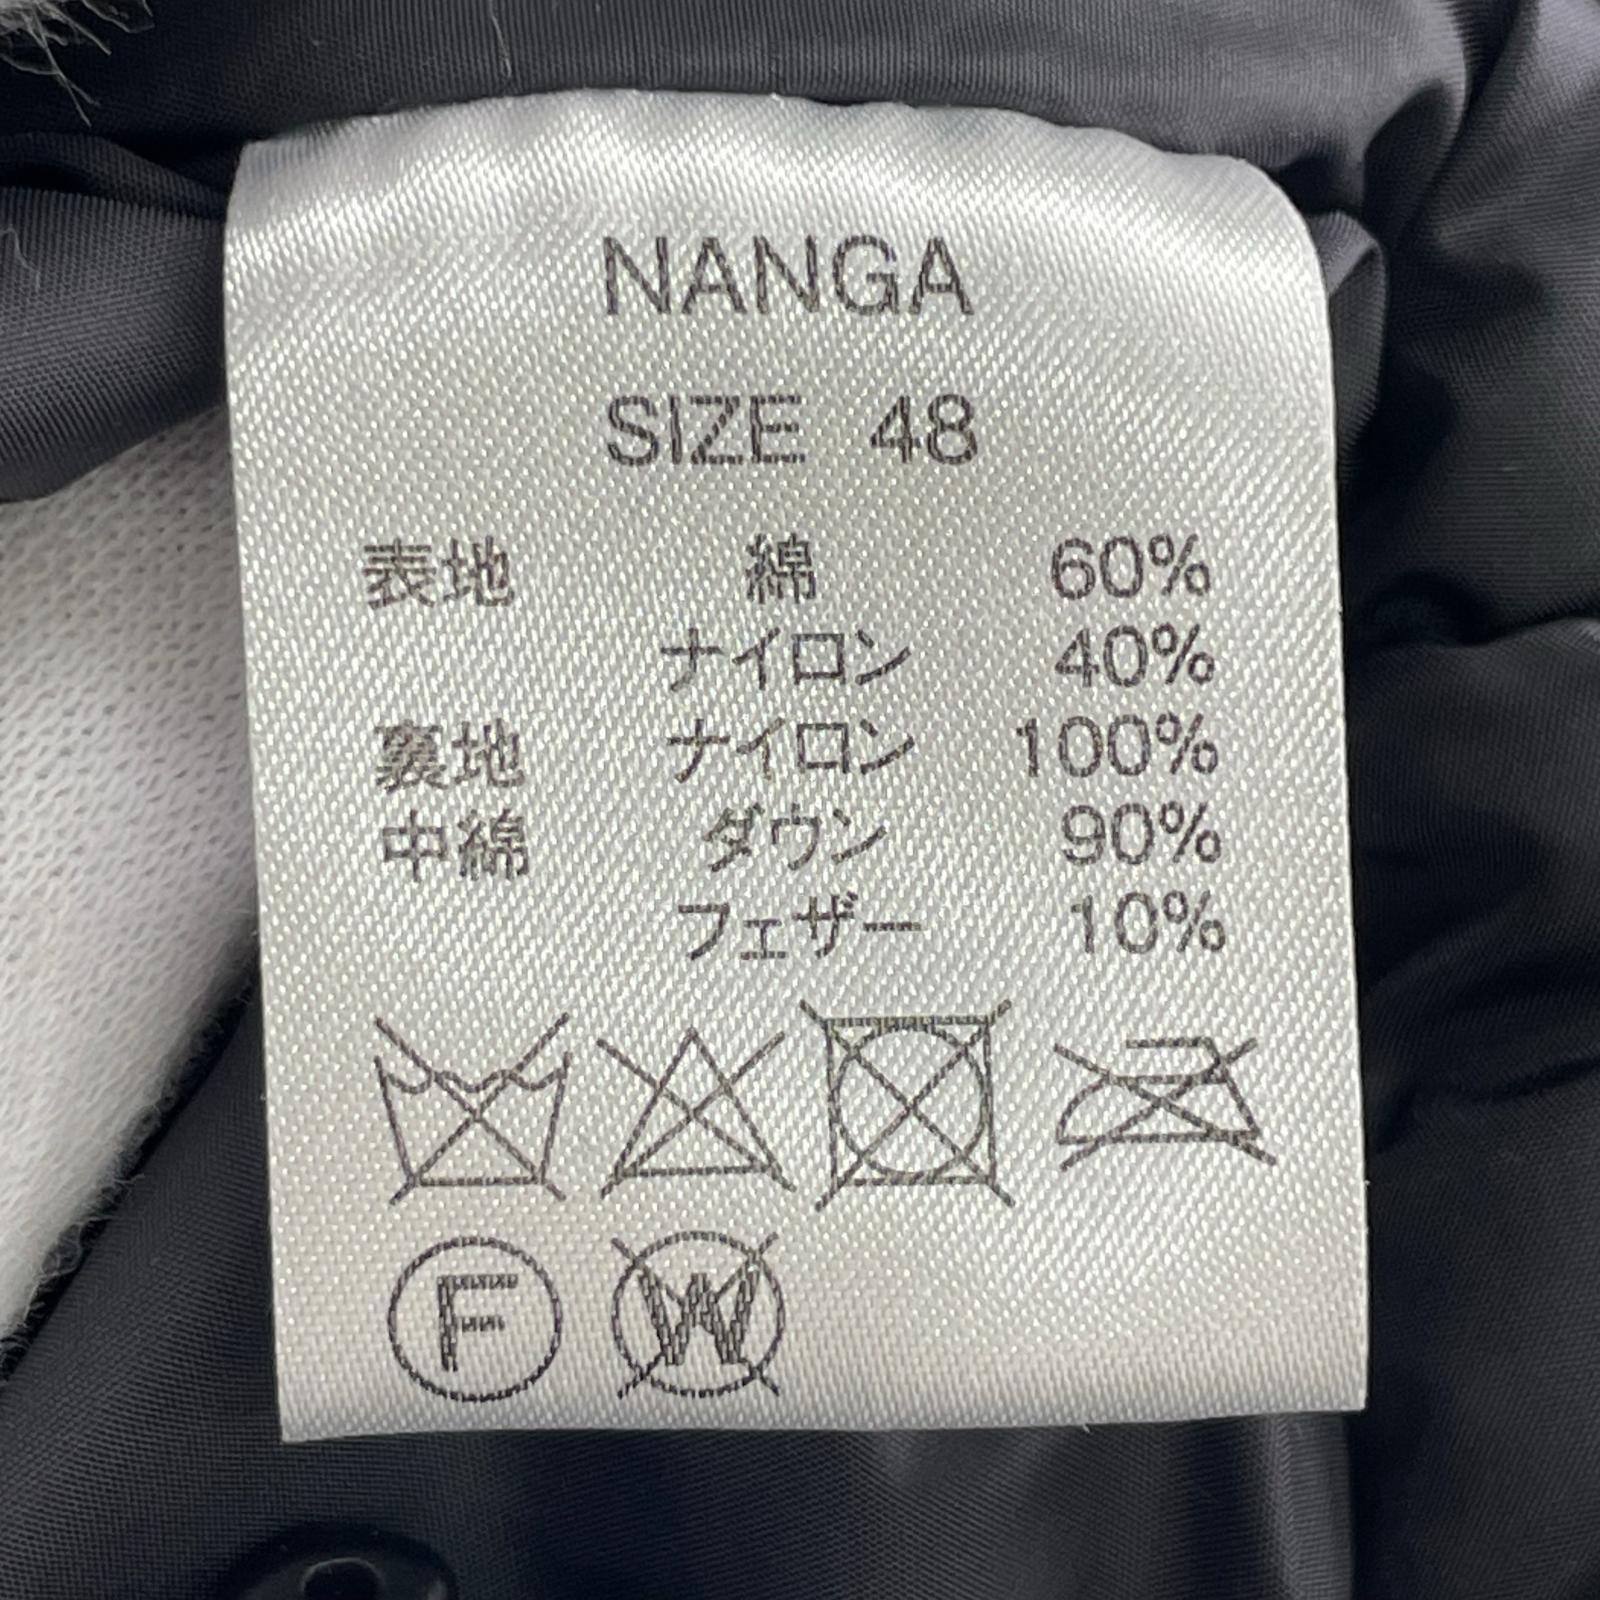 NANGA
SIZE 48
表地 綿 60%
ナイロン 40%
裏地 ナイロン 100%
中綿 ダウン 90%
フェザー 10%
F W